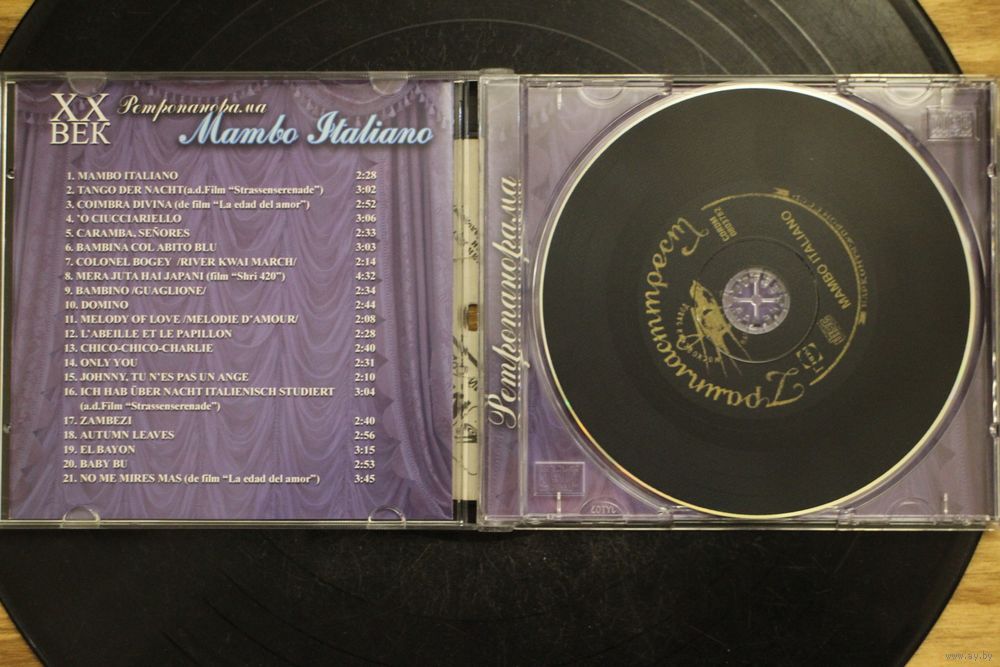 XX
ВЕК
Ретропанорама
Mambo Italiano
1. MAMBO ITALIANO 2:28
2. TANGO DER NACHT(a.d.Film “Strassenserenade”) 3:02
3. COIMBRA DIVINA (de film “La edad del amor”) 2:52
4. ’O CIUCCIARIELLO 3:06
5. CARAMBA, SEÑORES 2:33
6. BAMBINA COL ABITO BLU 3:03
7. COLONEL BOGEY /RIVER KWAI MARCH/ 2:14
8. MERA JUTA HAI JAPANI (film “Shri 420”) 4:32
9. BAMBINO /GUAGLIONE/ 2:34
10. DOMINO 2:44
11. MELODY OF LOVE /MELODIE D’AMOUR/ 2:08
12. L’ABEILLE ET LE PAPILLON 2:28
13. CHICO-CHICO-CHARLIE 2:40
14. ONLY YOU 2:31
15. JOHNNY, TU N’ES PAS UN ANGE 2:10
16. ICH HAB ÜBER NACHT ITALIENISCH STUDIERT 3:04
(a.d.Film “Strassenserenade”)
17. ZAMBEZI 2:40
18. AUTUMN LEAVES 2:56
19. EL BAYON 3:15
20. BABY BU 2:53
21. NO ME MIRES MAS (de film “La edad del amor”) 3:45
Ретропанорама
Грампласттрест
CDRDM
MAMBO ITALIANO
www.ay.by